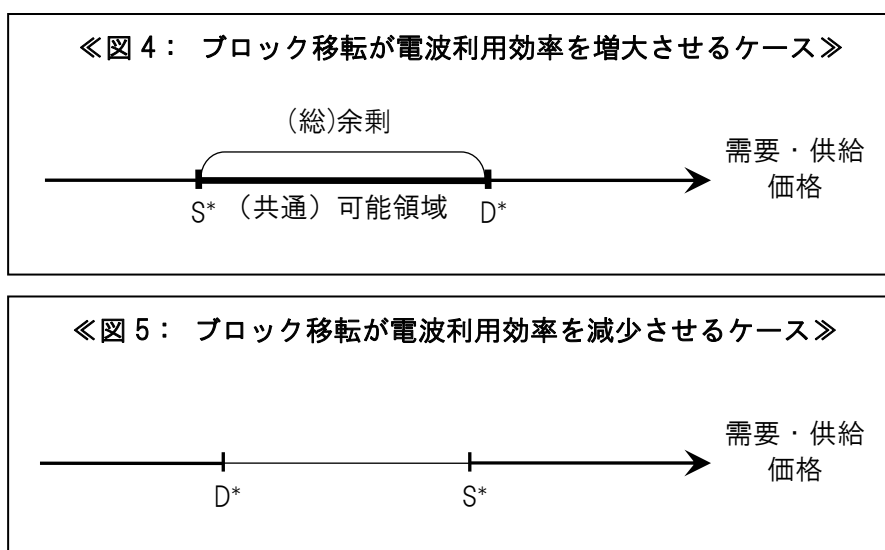 ≪図4： ブロック移転が電波利用効率を増大させるケース≫
(総)余剰
需要・供給
価格
S* （共通）可能領域 D*
≪図5： ブロック移転が電波利用効率を減少させるケース≫
需要・供給
価格
D* S*